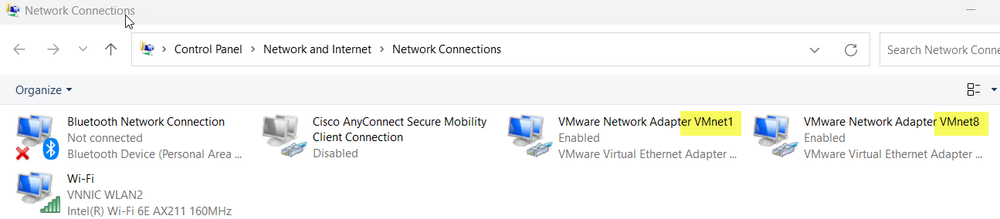 Network Connections
Control Panel > Network and Internet > Network Connections
Search Network Conne
Organize
Bluetooth Network Connection
Not connected
Bluetooth Device (Personal Area ...
Cisco AnyConnect Secure Mobility
Client Connection
Disabled
VMware Network Adapter VMnet1
Enabled
VMware Virtual Ethernet Adapter ...
VMware Network Adapter VMnet8
Enabled
VMware Virtual Ethernet Adapter ...
Wi-Fi
VNNIC WLAN2
Intel(R) Wi-Fi 6E AX211 160MHz